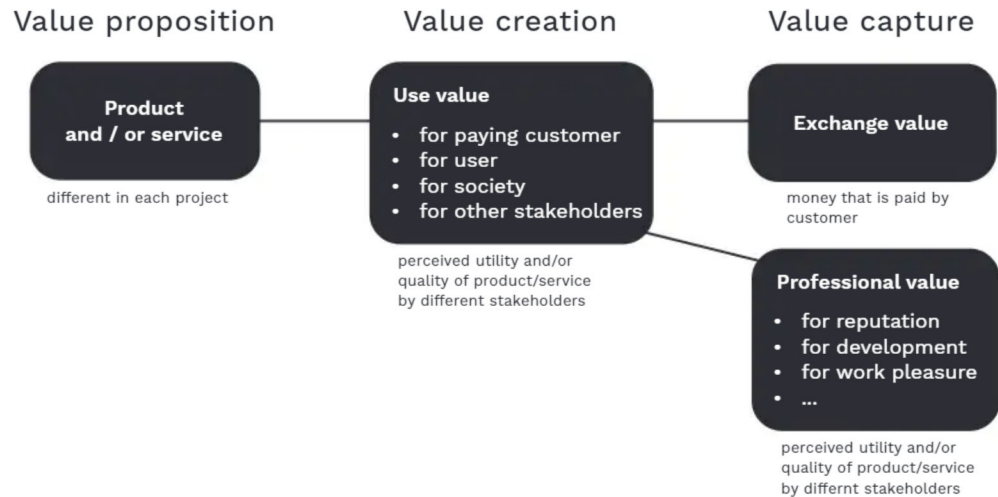 Value proposition
Product
and / or service
different in each project
Value creation
Use value
• for paying customer
• for user
• for society
• for other stakeholders
perceived utility and/or
quality of product/service
by different stakeholders
Value capture
Exchange value
money that is paid by
customer
Professional value
• for reputation
• for development
• for work pleasure
• ...
perceived utility and/or
quality of product/service
by differnt stakeholders